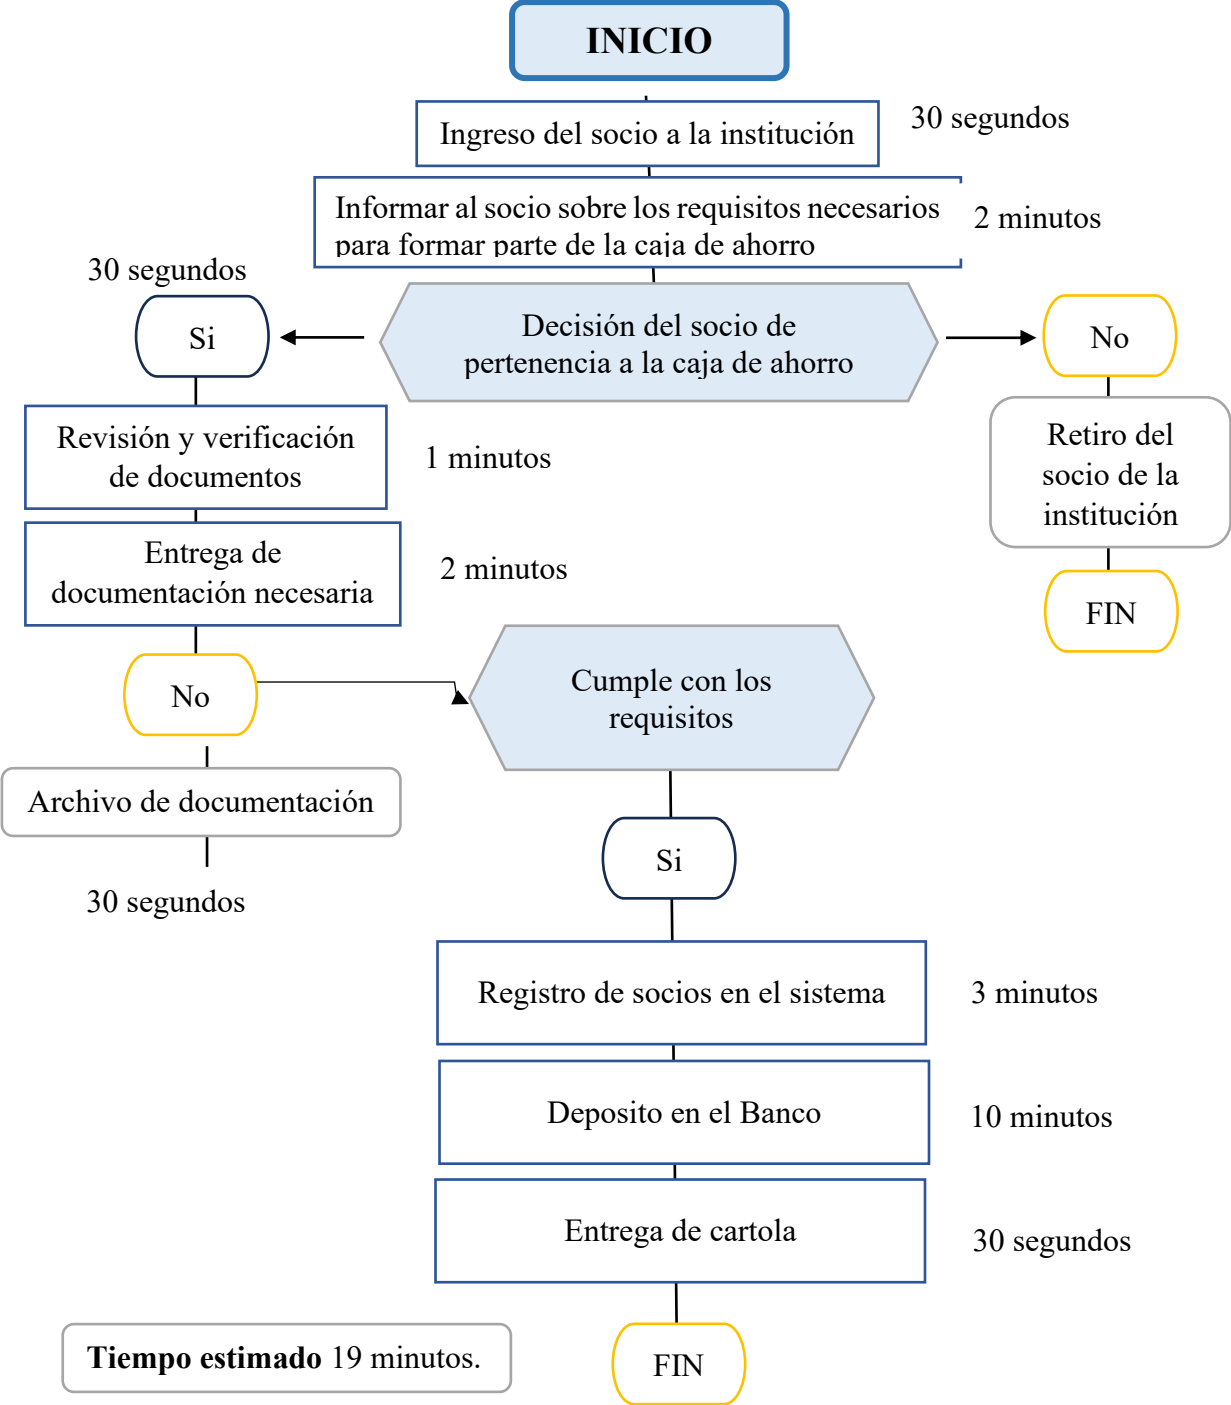 INICIO
Ingreso del socio a la institución
30 segundos
Informar al socio sobre los requisitos necesarios
para formar parte de la caja de ahorro
2 minutos
30 segundos
Si
Decisión del socio de
pertenencia a la caja de ahorro
No
Revisión y verificación
de documentos
1 minutos
Retiro del
socio de la
institución
Entrega de
documentación necesaria
2 minutos
FIN
No
Cumple con los
requisitos
Archivo de documentación
30 segundos
Si
Registro de socios en el sistema
3 minutos
Deposito en el Banco
10 minutos
Entrega de cartola
30 segundos
Tiempo estimado 19 minutos.
FIN